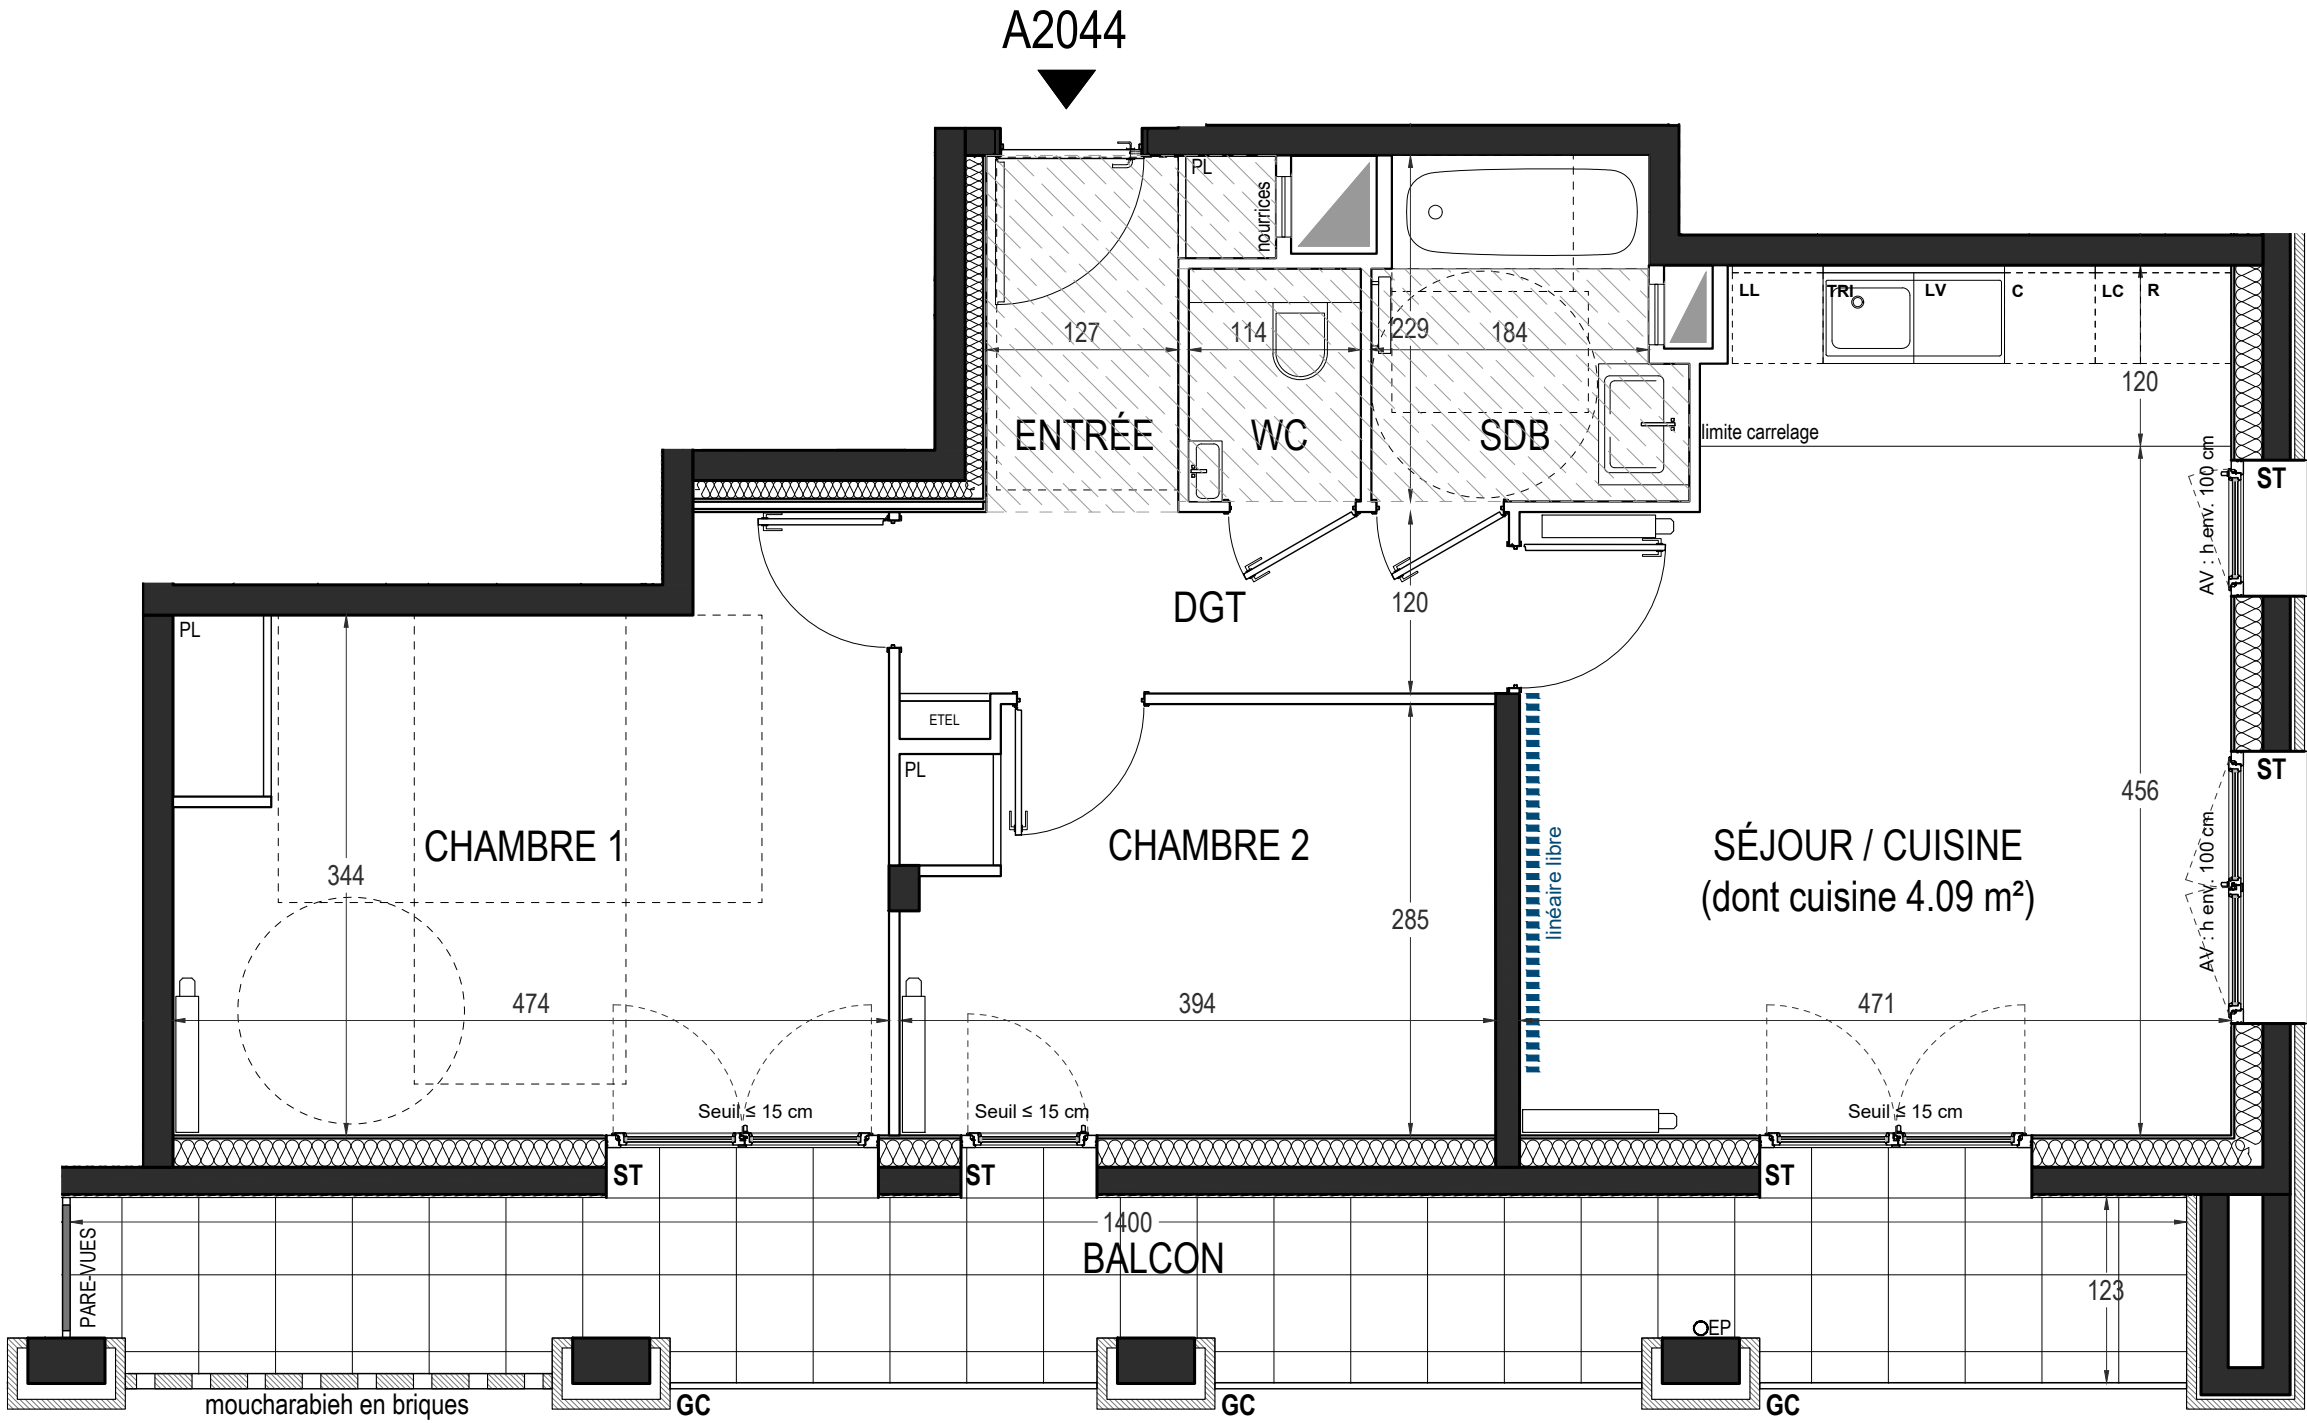 A2044
PL
nourrices
127
114
229
184
LL
TRI
LV
C
LC
R
120
ENTRÉE
WC
SDB
limite carrelage
AV : h env. 100 cm
ST
DGT
120
PL
ETEL
PL
ST
456
AV : h env. 100 cm
CHAMBRE 1
CHAMBRE 2
SÉJOUR / CUISINE
(dont cuisine 4.09 m²)
linéaire libre
344
285
474
394
471
Seuil ≤ 15 cm
Seuil ≤ 15 cm
Seuil ≤ 15 cm
ST
ST
ST
1400
BALCON
PARE-VUES
123
EP
moucharabieh en briques
GC
GC
GC